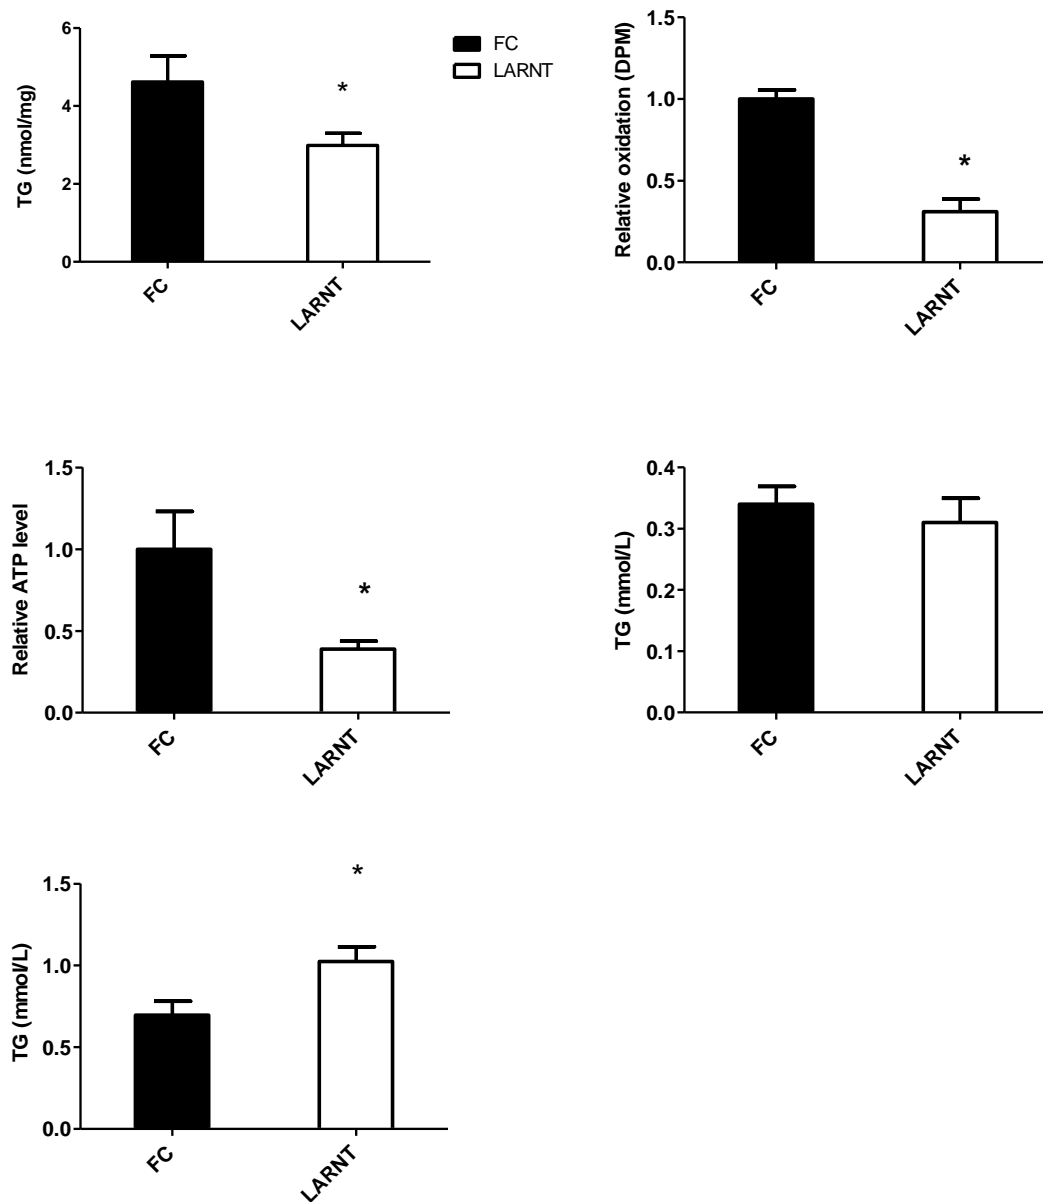 6
4
2
0
TG (nmol/mg)
*
FC
LARNT
FC
LARNT
1.5
1.0
0.5
0.0
Relative oxidation (DPM)
*
FC
LARNT
1.5
1.0
0.5
0.0
Relative ATP level
*
FC
LARNT
0.4
0.3
0.2
0.1
0.0
TG (mmol/L)
FC
LARNT
1.5
1.0
0.5
0.0
TG (mmol/L)
*
FC
LARNT